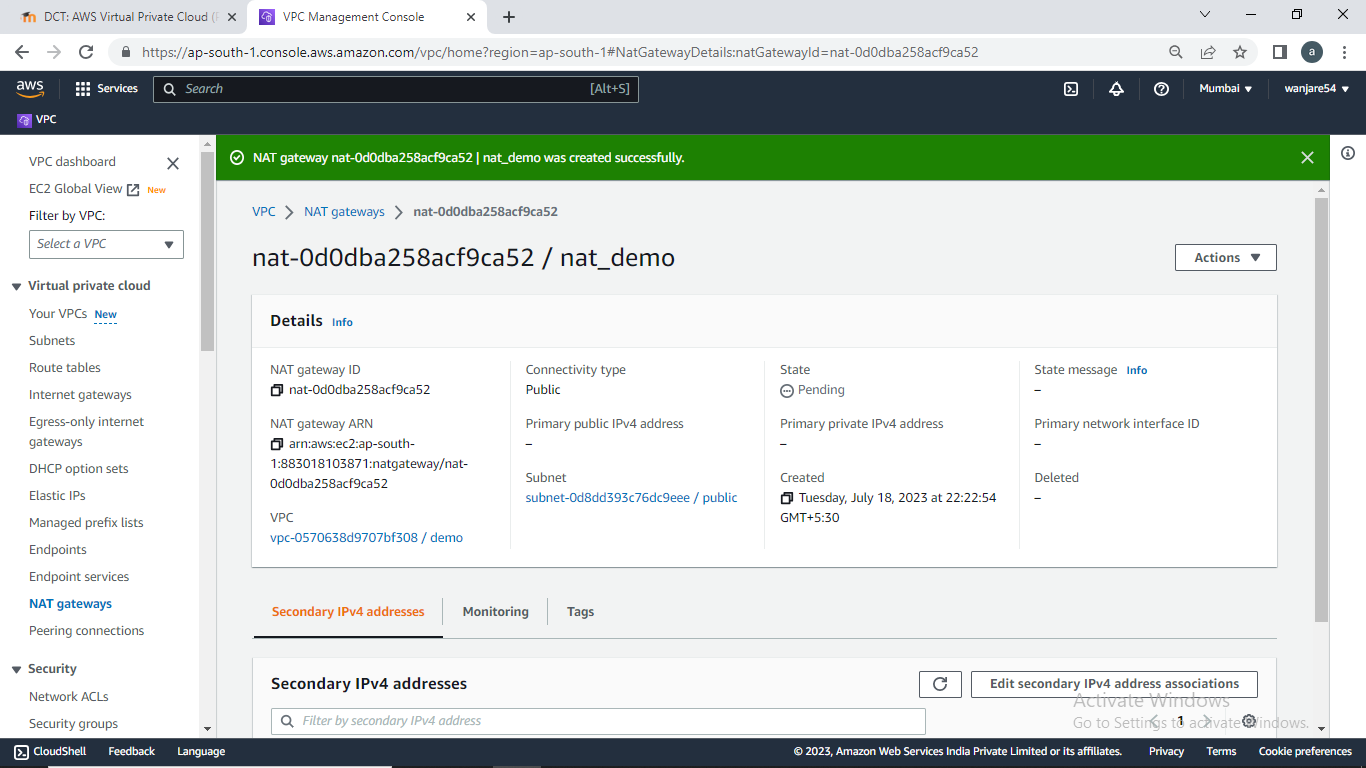 DCT: AWS Virtual Private Cloud (
VPC Management Console
https://ap-south-1.console.aws.amazon.com/vpc/home?region=ap-south-1#NatGatewayDetails:natGatewayId=nat-0d0dba258acf9ca52
a
aws
Services
Search
[Alt+S]
Mumbai
wanjare54
VPC
VPC dashboard
EC2 Global View New
Filter by VPC:
Select a VPC
Virtual private cloud
Your VPCs New
Subnets
Route tables
Internet gateways
Egress-only internet
gateways
DHCP option sets
Elastic IPs
Managed prefix lists
Endpoints
Endpoint services
NAT gateways
Peering connections
Security
Network ACLs
Security groups
NAT gateway nat-0d0dba258acf9ca52 | nat_demo was created successfully.
VPC > NAT gateways > nat-0d0dba258acf9ca52
nat-0d0dba258acf9ca52 / nat_demo
Actions
Details Info
NAT gateway ID
nat-0d0dba258acf9ca52
NAT gateway ARN
arn:aws:ec2:ap-south-
1:883018103871:natgateway/nat-
0d0dba258acf9ca52
VPC
vpc-0570638d9707bf308 / demo
Connectivity type
Public
Primary public IPv4 address
–
Subnet
subnet-0d8dd393c76dc9eee / public
State
Pending
Primary private IPv4 address
–
Created
Tuesday, July 18, 2023 at 22:22:54
GMT+5:30
State message Info
–
Primary network interface ID
–
Deleted
–
Secondary IPv4 addresses
Monitoring
Tags
Secondary IPv4 addresses
Edit secondary IPv4 address associations
Filter by secondary IPv4 address
1
Activate Windows
Go to Settings to activate Windows.
CloudShell
Feedback
Language
© 2023, Amazon Web Services India Private Limited or its affiliates.
Privacy
Terms
Cookie preferences